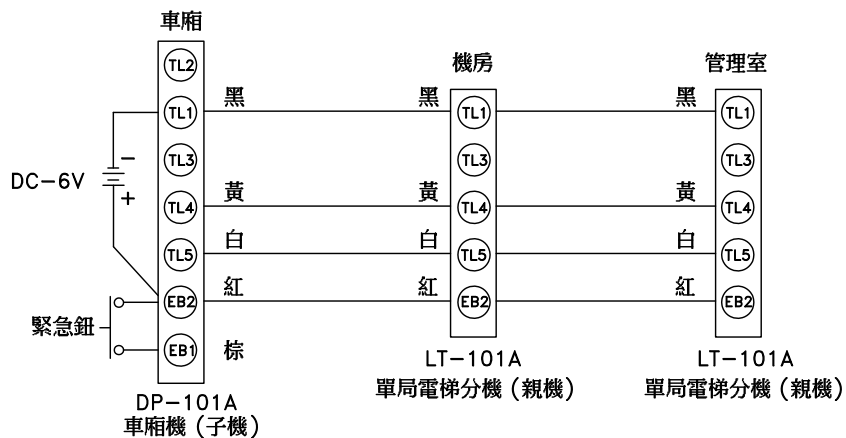 車廂
機房
管理室
TL2
TL1 黑 黑 TL1 黑 TL1
TL3 TL3 TL3
−
DC-6V
+
TL4 黃 黃 TL4 黃 TL4
TL5 白 白 TL5 白 TL5
EB2 紅 紅 EB2 紅 EB2
緊急鈕
EB1 棕
DP-101A
車廂機(子機)
LT-101A
單局電梯分機(親機)
LT-101A
單局電梯分機(親機)